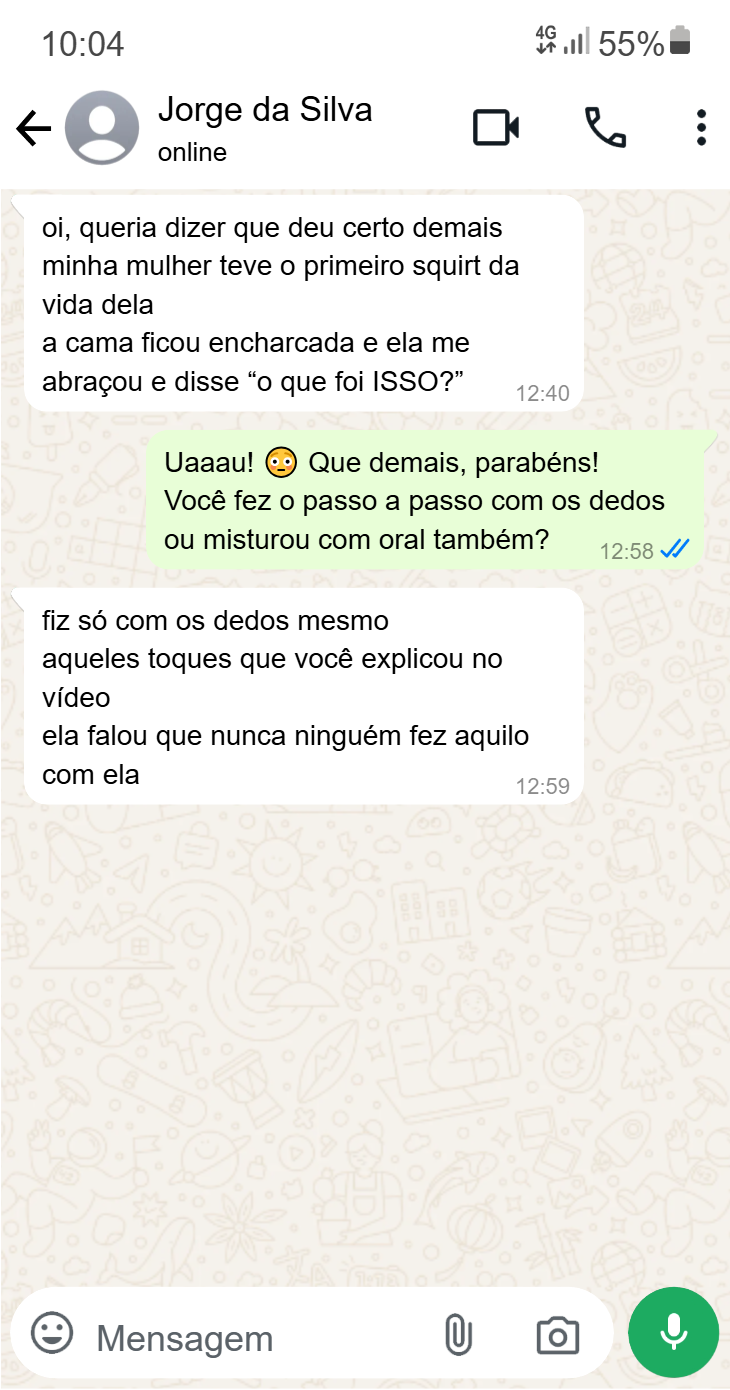 10:04
4G
55%
Jorge da Silva
online
oi, queria dizer que deu certo demais
minha mulher teve o primeiro squirt da
vida dela
a cama ficou encharcada e ela me
abraçou e disse “o que foi ISSO?”
12:40
Uaaau! 😳 Que demais, parabéns!
Você fez o passo a passo com os dedos
ou misturou com oral também?
12:58
fiz só com os dedos mesmo
aqueles toques que você explicou no
vídeo
ela falou que nunca ninguém fez aquilo
com ela
12:59
Mensagem